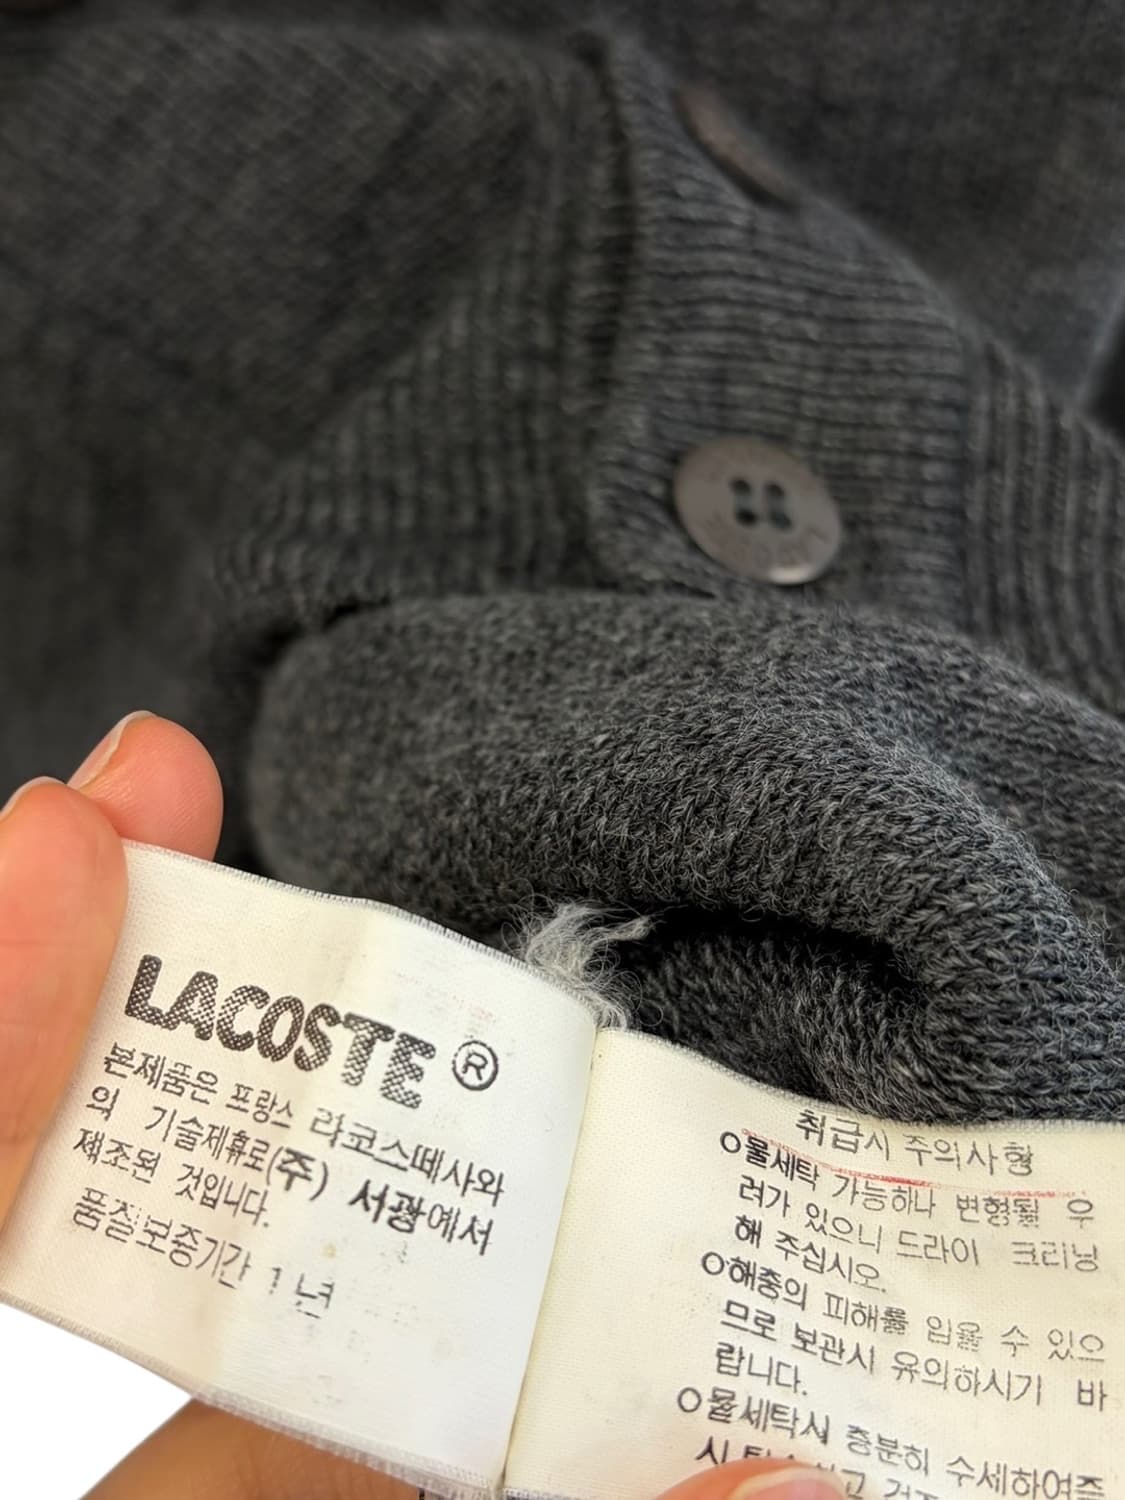 LACOSTE ®
본제품은 프랑스 라코스떼사와
의 기술제휴로(주) 서광에서
제조된 것입니다.
품질보증기간 1년
취급시 주의사항
○물세탁 가능하나 변형될 우
려가 있으니 드라이 크리닝
해 주십시오.
○해충의 피해를 입을 수 있으
므로 보관시 유의하시기 바
랍니다.
○물세탁시 충분히 수세하여주
시